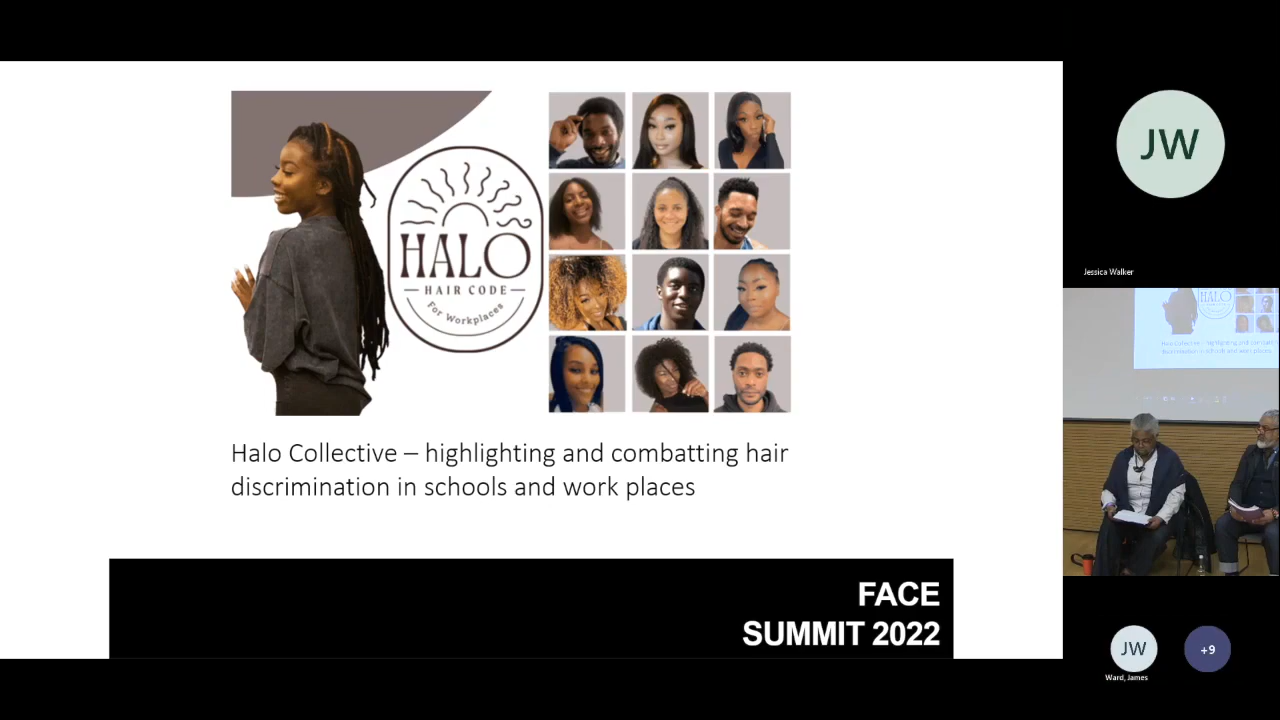 HALO
HAIR CODE
For Workplaces
Halo Collective – highlighting and combatting hair
discrimination in schools and work places
FACE
SUMMIT 2022
JW
Jessica Walker
HALO
JW
+9
Ward, James